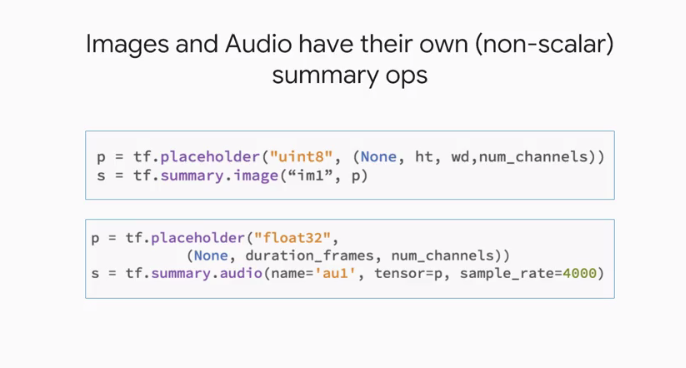 Images and Audio have their own (non-scalar)
summary ops
p = tf.placeholder("uint8", (None, ht, wd,num_channels))
s = tf.summary.image(“im1”, p)
p = tf.placeholder("float32",
(None, duration_frames, num_channels))
s = tf.summary.audio(name='au1', tensor=p, sample_rate=4000)